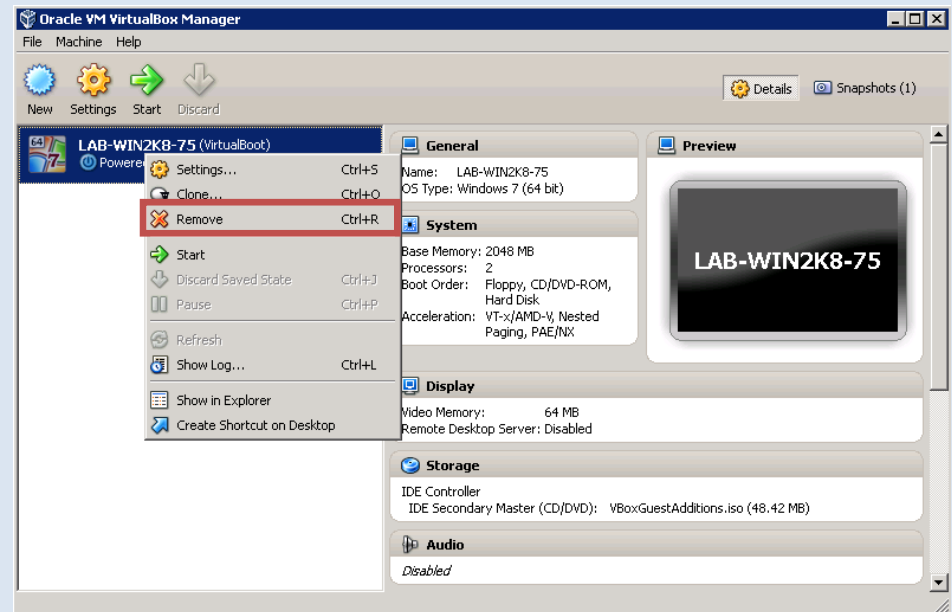 Oracle VM VirtualBox Manager
File Machine Help
New Settings Start Discard
Details Snapshots (1)
64
7
LAB-WIN2K8-75 (VirtualBoot)
Powere
Settings... Ctrl+S
Clone... Ctrl+O
Remove Ctrl+R
Start
Discard Saved State Ctrl+J
Pause Ctrl+P
Refresh
Show Log... Ctrl+L
Show in Explorer
Create Shortcut on Desktop
General
Name: LAB-WIN2K8-75
OS Type: Windows 7 (64 bit)
System
Base Memory: 2048 MB
Processors: 2
Boot Order: Floppy, CD/DVD-ROM,
Hard Disk
Acceleration: VT-x/AMD-V, Nested
Paging, PAE/NX
Preview
LAB-WIN2K8-75
Display
Video Memory: 64 MB
Remote Desktop Server: Disabled
Storage
IDE Controller
IDE Secondary Master (CD/DVD): VBoxGuestAdditions.iso (48.42 MB)
Audio
Disabled